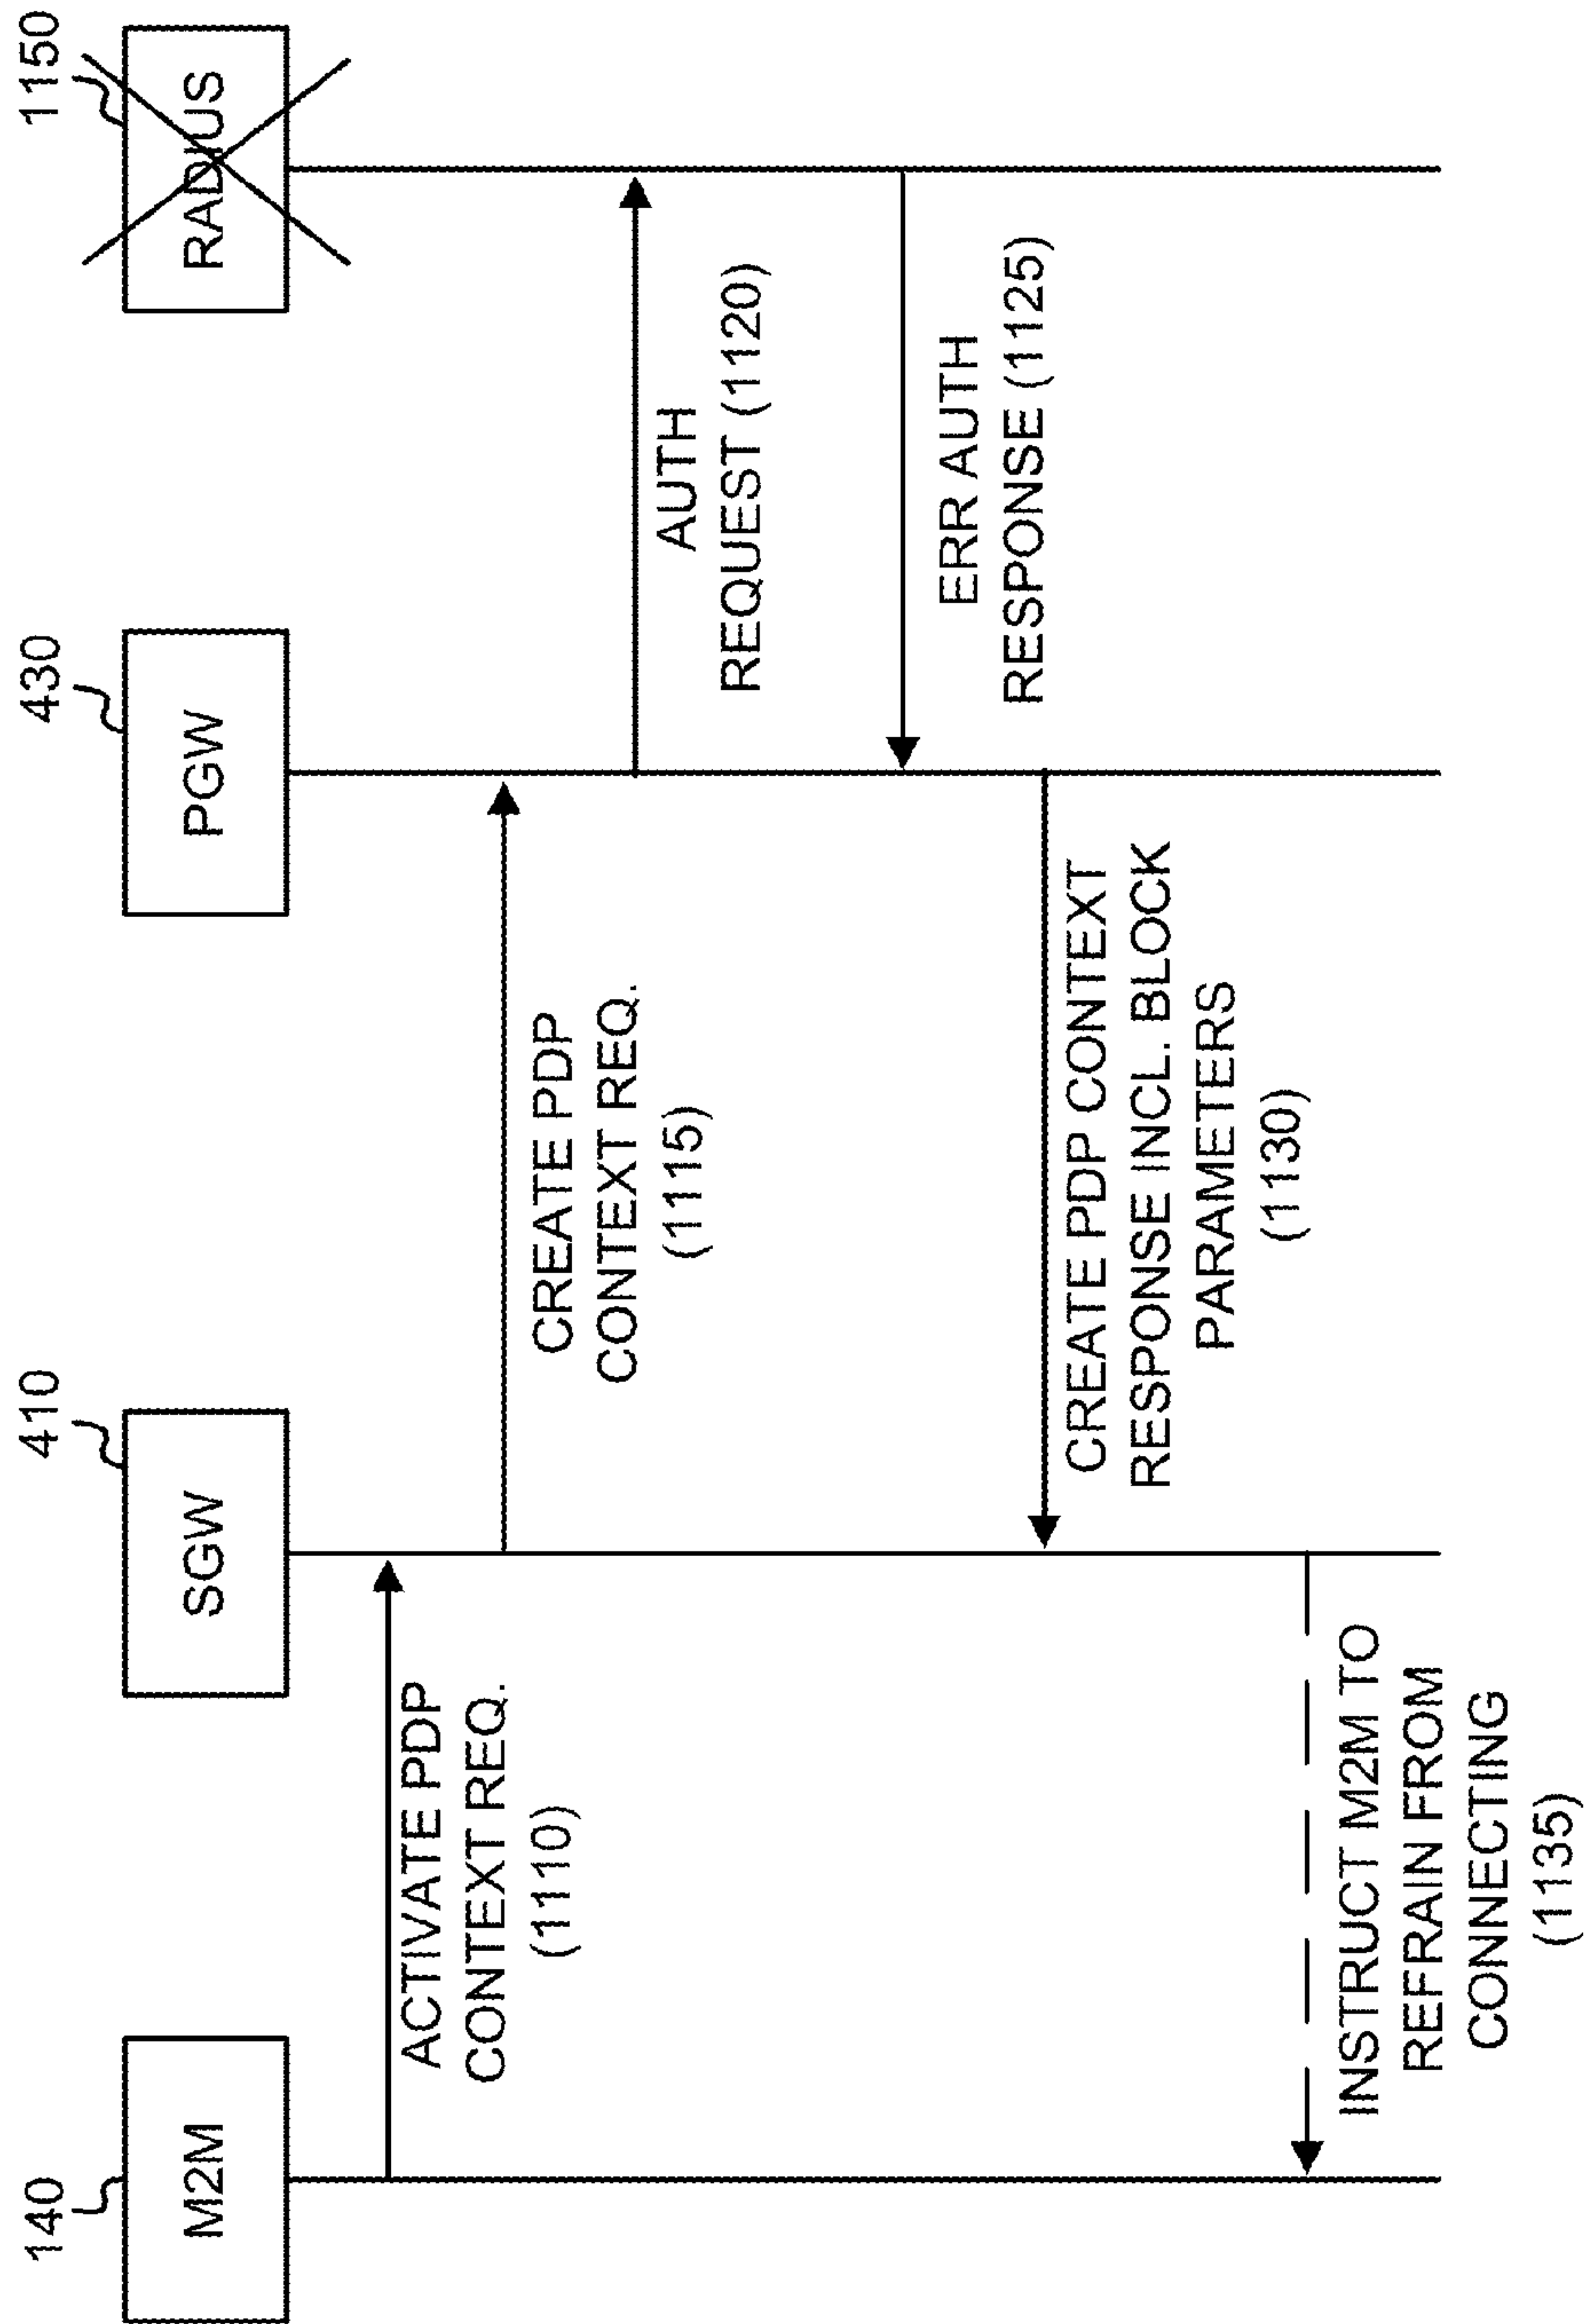 140
410
430
1150
M2M
SGW
PGW
RADIUS
ACTIVATE PDP
CONTEXT REQ.
(1110)
CREATE PDP
CONTEXT REQ.
(1115)
AUTH
REQUEST (1120)
ERR AUTH
RESPONSE (1125)
CREATE PDP CONTEXT
RESPONSE INCL. BLOCK
PARAMETERS
(1130)
INSTRUCT M2M TO
REFRAIN FROM
CONNECTING
(1135)